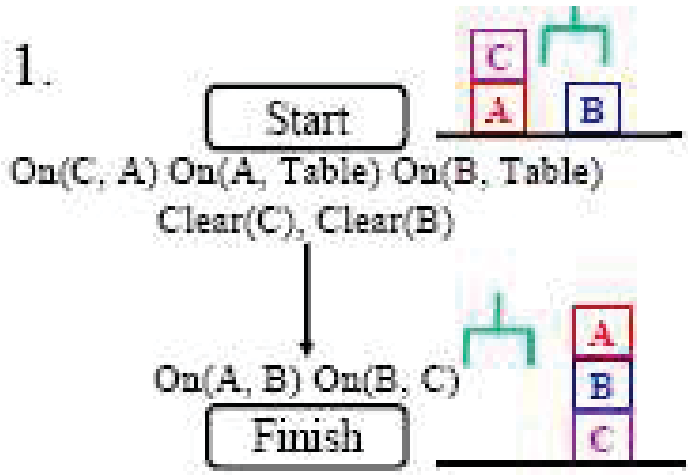 1.
C
A
B
Start
On(C, A) On(A, Table) On(B, Table)
Clear(C), Clear(B)
On(A, B) On(B, C)
Finish
A
B
C